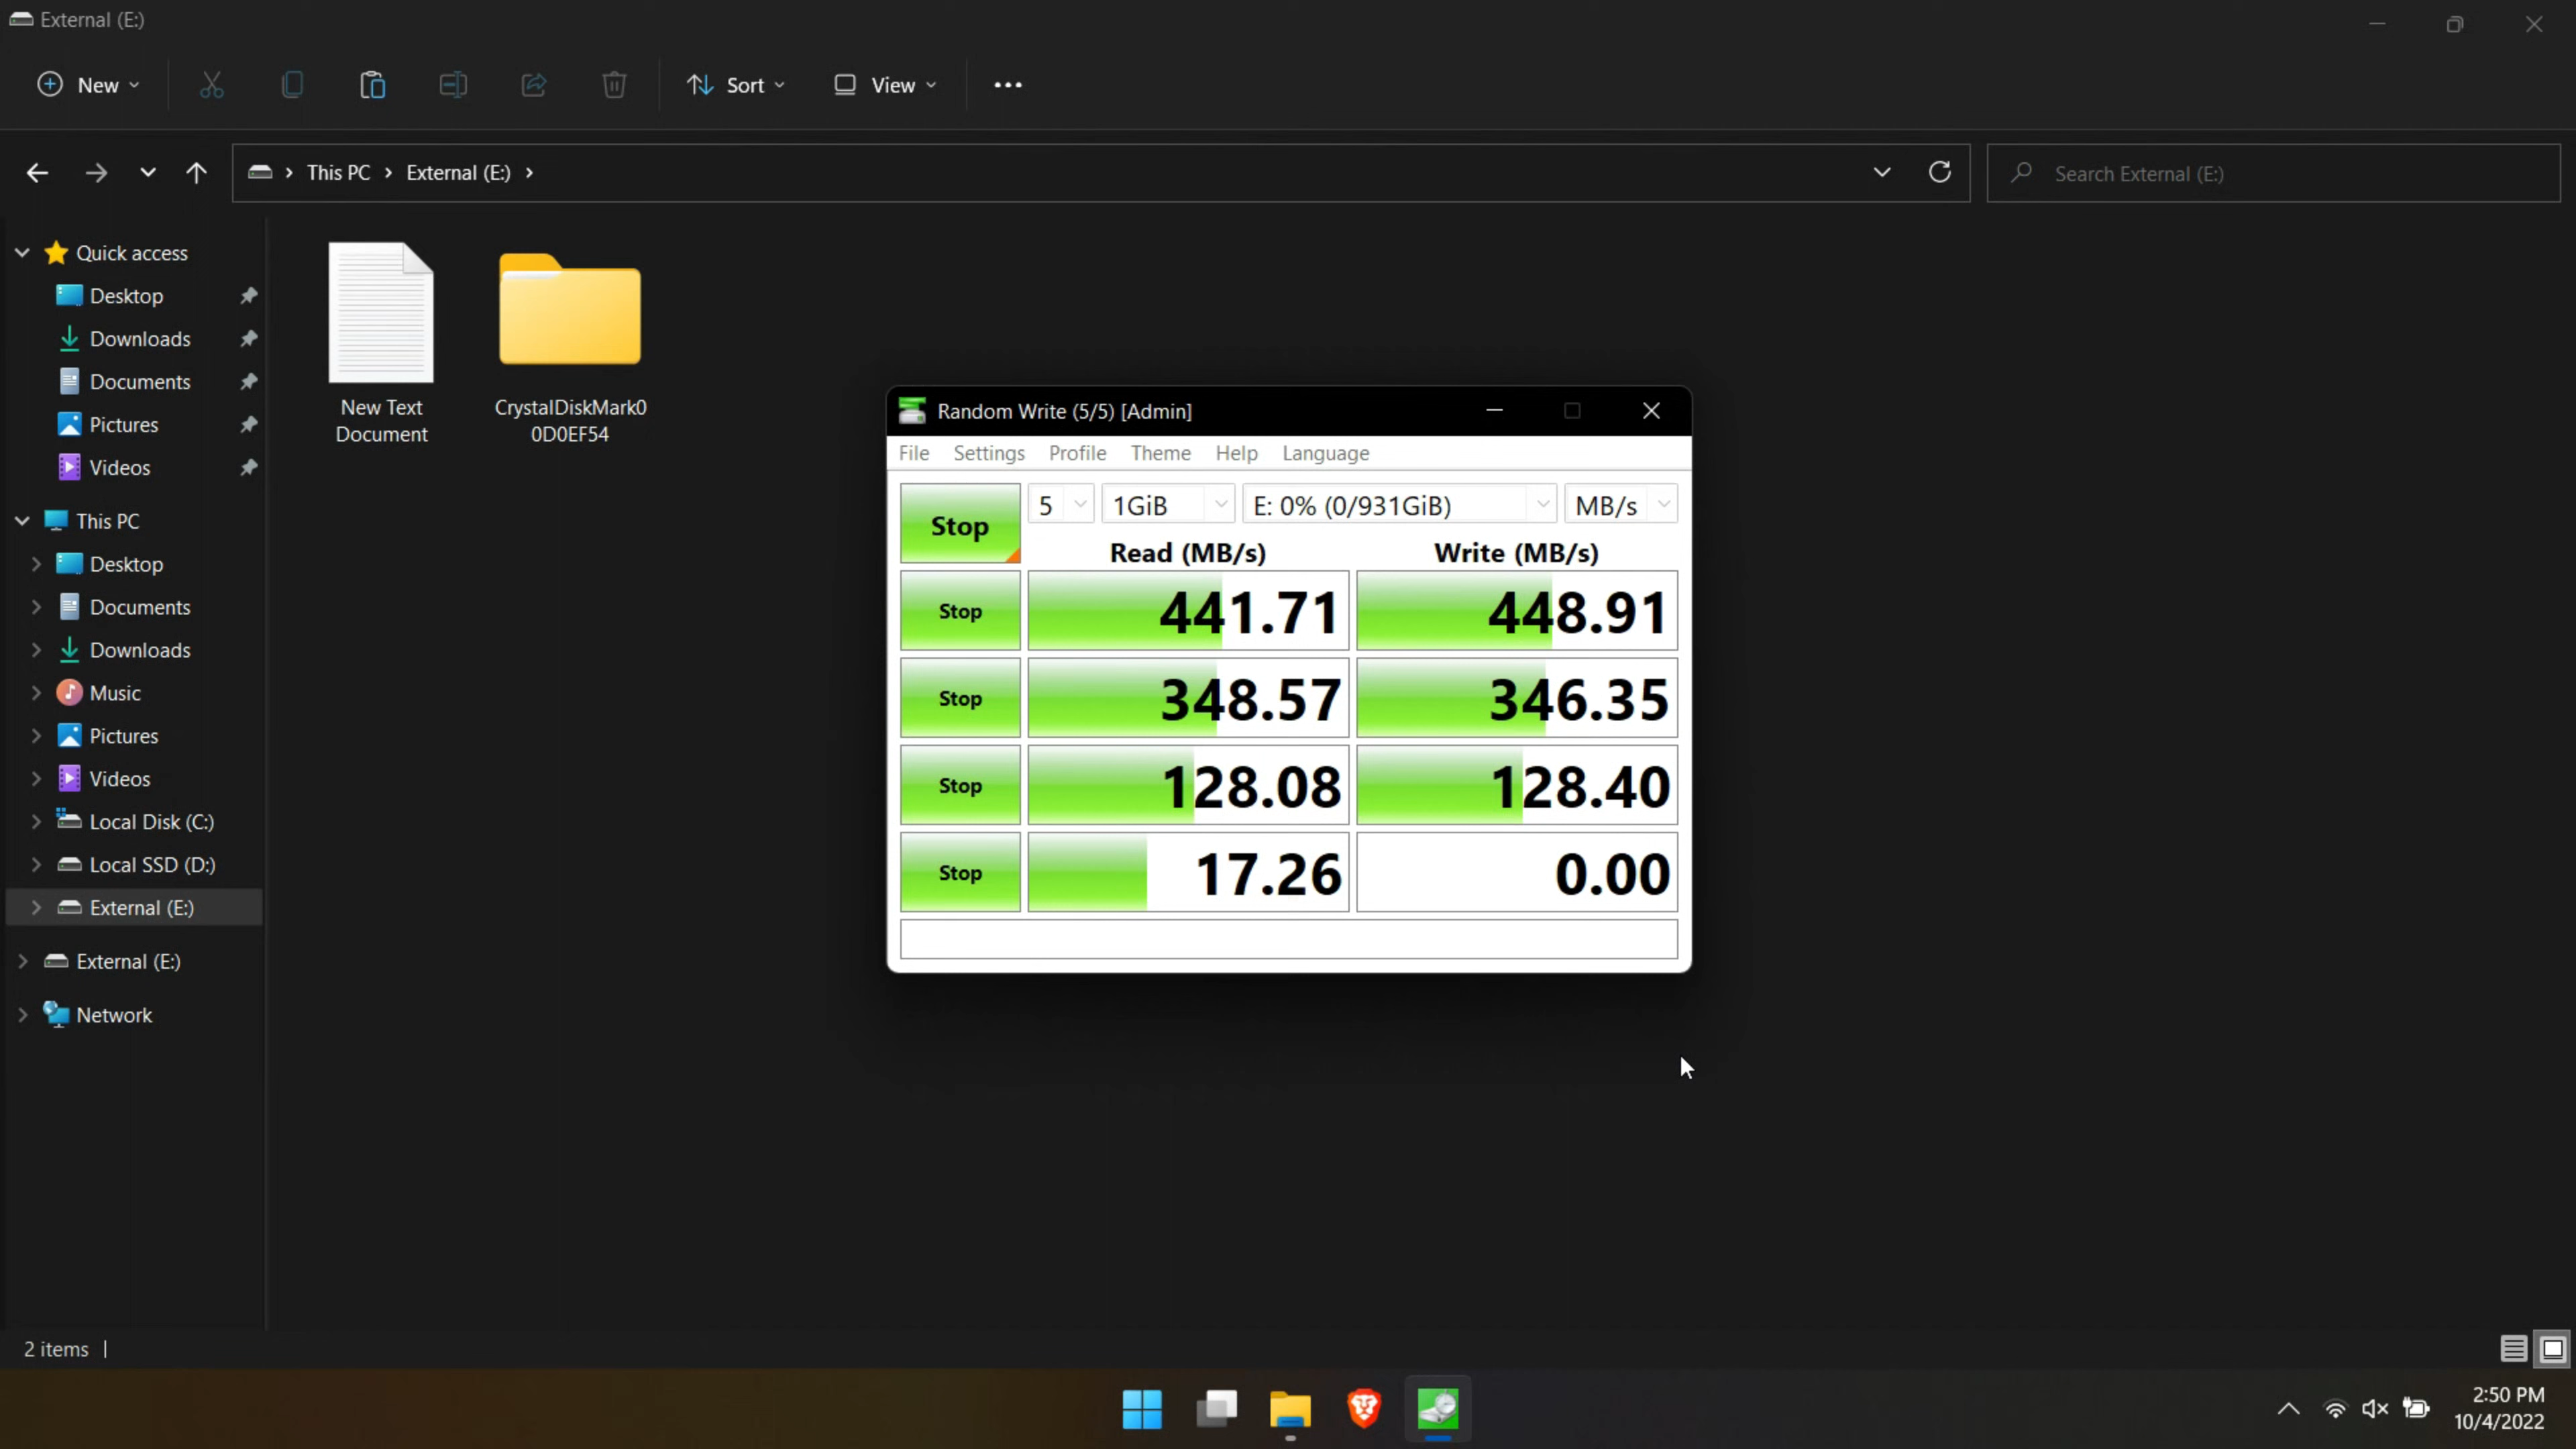 External (E:)
New
Sort
View
This PC
External (E:)
Search External (E:)
Quick access
Desktop
Downloads
Documents
Pictures
Videos
This PC
Desktop
Documents
Downloads
Music
Pictures
Videos
Local Disk (C:)
Local SSD (D:)
External (E:)
External (E:)
Network
New Text
Document
CrystalDiskMark0
0D0EF54
Random Write (5/5) [Admin]
File Settings Profile Theme Help Language
Stop
5 1GiB E: 0% (0/931GiB) MB/s
Read (MB/s) Write (MB/s)
Stop 441.71 448.91
Stop 348.57 346.35
Stop 128.08 128.40
Stop 17.26 0.00
2 items
2:50 PM
10/4/2022